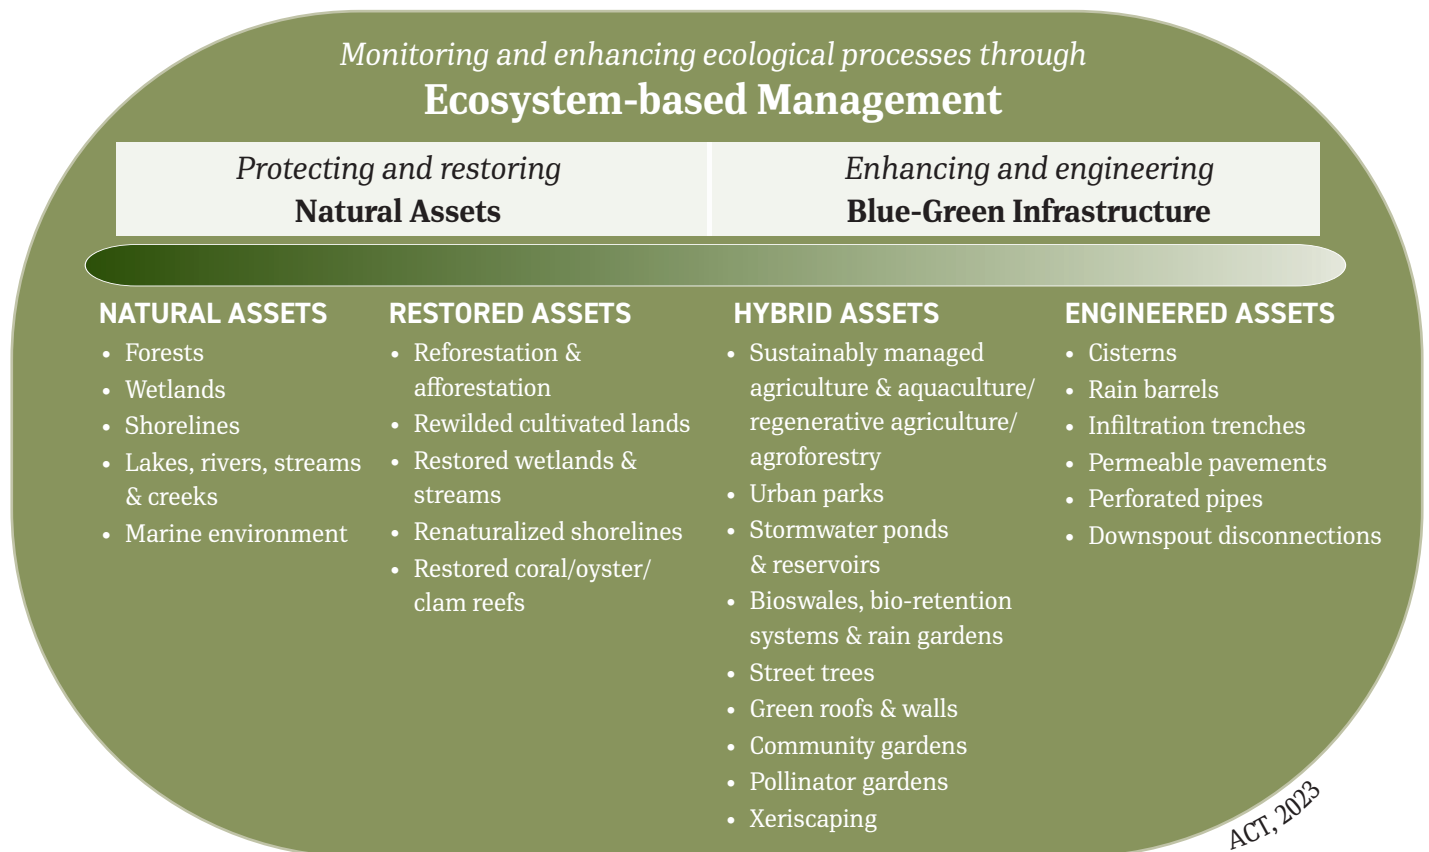 Monitoring and enhancing ecological processes through
Ecosystem-based Management
Protecting and restoring
Natural Assets
Enhancing and engineering
Blue-Green Infrastructure
NATURAL ASSETS
• Forests
• Wetlands
• Shorelines
• Lakes, rivers, streams
& creeks
• Marine environment
RESTORED ASSETS
• Reforestation &
afforestation
• Rewilded cultivated lands
• Restored wetlands &
streams
• Renaturalized shorelines
• Restored coral/oyster/
clam reefs
HYBRID ASSETS
• Sustainably managed
agriculture & aquaculture/
regenerative agriculture/
agroforestry
• Urban parks
• Stormwater ponds
& reservoirs
• Bioswales, bio-retention
systems & rain gardens
• Street trees
• Green roofs & walls
• Community gardens
• Pollinator gardens
• Xeriscaping
ENGINEERED ASSETS
• Cisterns
• Rain barrels
• Infiltration trenches
• Permeable pavements
• Perforated pipes
• Downspout disconnections
ACT, 2023